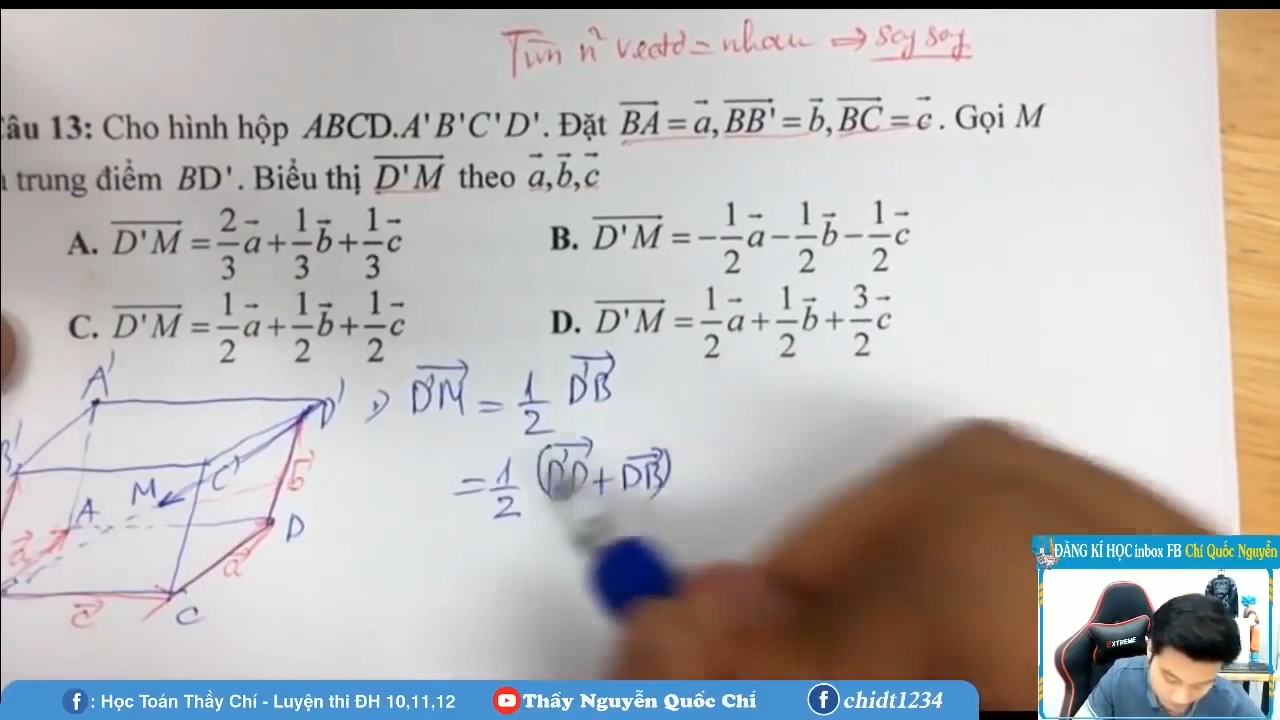 Tìm n² vectơ = nhau ⇒ suy say
Câu 13: Cho hình hộp ABCD.A'B'C'D'. Đặt \overrightarrow{BA} = \vec{a}, \overrightarrow{BB'} = \vec{b}, \overrightarrow{BC} = \vec{c}. Gọi M
trung điểm BD'. Biểu thị \overrightarrow{D'M} theo \vec{a}, \vec{b}, \vec{c}
A. \overrightarrow{D'M} = \frac{2}{3}\vec{a} + \frac{1}{3}\vec{b} + \frac{1}{3}\vec{c}
B. \overrightarrow{D'M} = -\frac{1}{2}\vec{a} - \frac{1}{2}\vec{b} - \frac{1}{2}\vec{c}
C. \overrightarrow{D'M} = \frac{1}{2}\vec{a} + \frac{1}{2}\vec{b} + \frac{1}{2}\vec{c}
D. \overrightarrow{D'M} = \frac{1}{2}\vec{a} + \frac{1}{2}\vec{b} + \frac{3}{2}\vec{c}
A'
D'
B'
C'
M
A
D
C
\vec{a}
\vec{b}
\vec{a}
\vec{c}
\overrightarrow{D'M} = \frac{1}{2} \overrightarrow{D'B}
= \frac{1}{2} (\overrightarrow{D'D} + \overrightarrow{DB})
ĐĂNG KÍ HỌC inbox FB Chí Quốc Nguyễn
EXTREME
f : Học Toán Thầy Chí - Luyện thi ĐH 10,11,12
Thầy Nguyễn Quốc Chí
f chidt1234